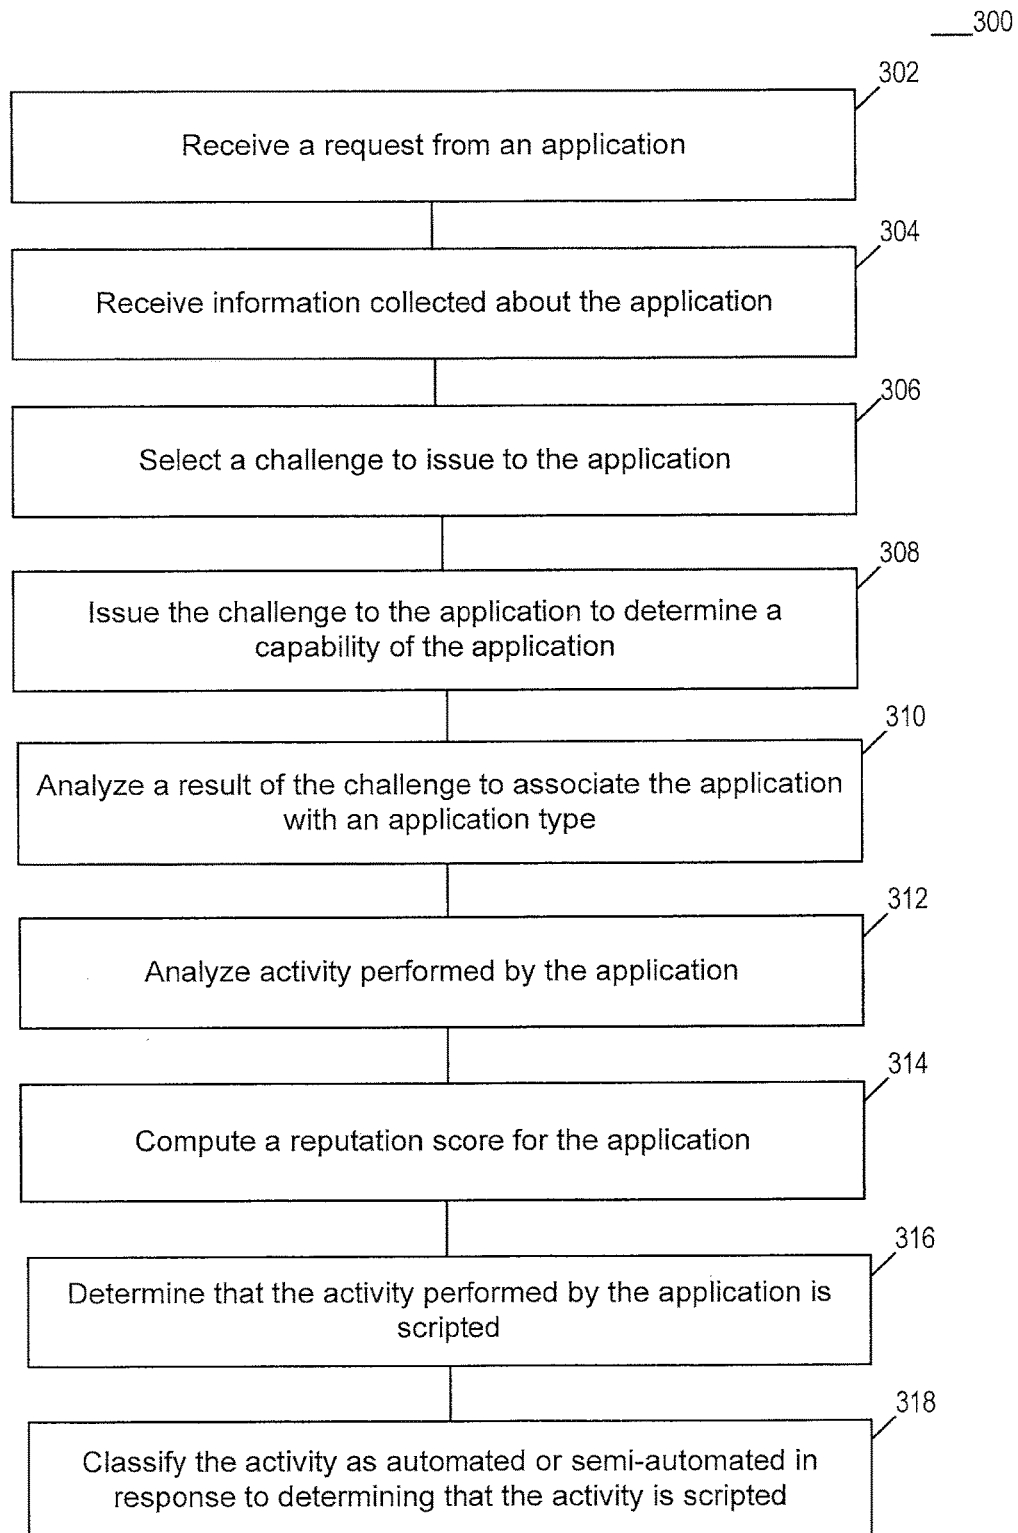 300
302
Receive a request from an application
304
Receive information collected about the application
306
Select a challenge to issue to the application
308
Issue the challenge to the application to determine a
capability of the application
310
Analyze a result of the challenge to associate the application
with an application type
312
Analyze activity performed by the application
314
Compute a reputation score for the application
316
Determine that the activity performed by the application is
scripted
318
Classify the activity as automated or semi-automated in
response to determining that the activity is scripted